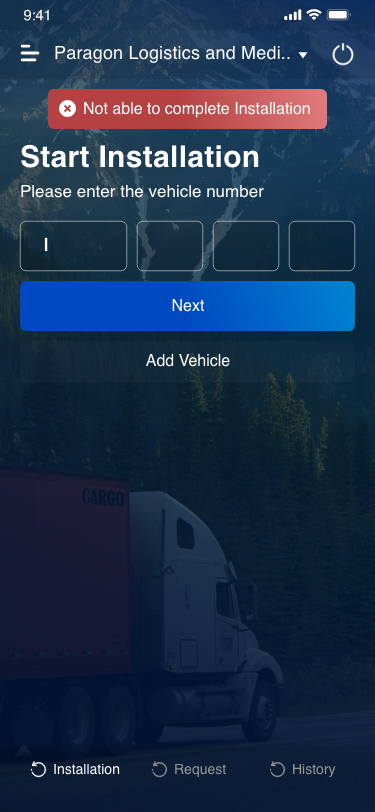 9:41
Paragon Logistics and Medi..
Not able to complete Installation
Start Installation
Please enter the vehicle number
Next
Add Vehicle
CARGO
Installation
Request
History